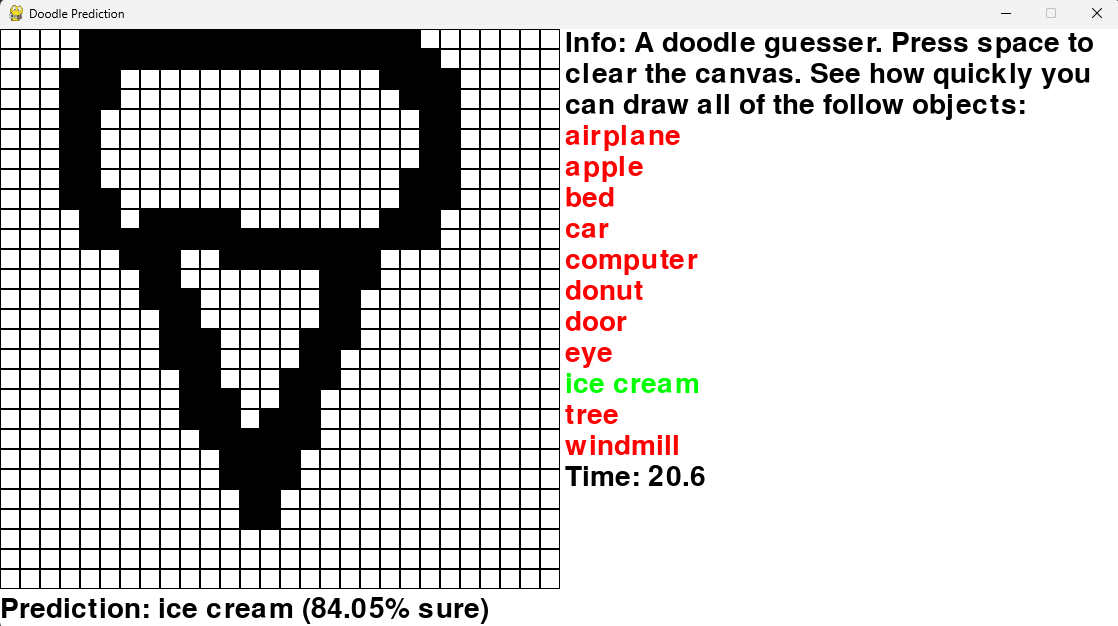 Doodle Prediction
Info: A doodle guesser. Press space to
clear the canvas. See how quickly you
can draw all of the follow objects:
airplane
apple
bed
car
computer
donut
door
eye
ice cream
tree
windmill
Time: 20.6
Prediction: ice cream (84.05% sure)